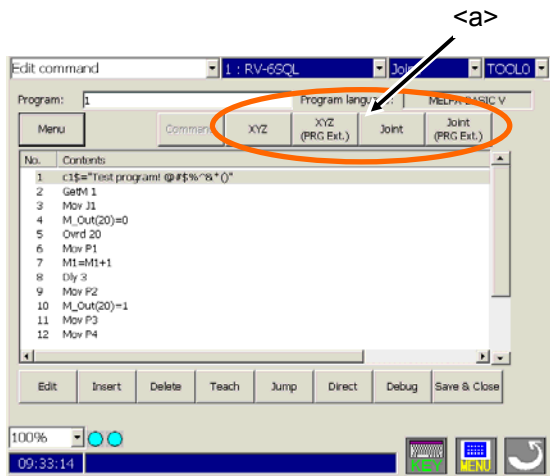 <a>
Edit command 1 : RV-6SQL Joint TOOL0
Program: 1 Program language: MELFA-BASIC V
Menu Command XYZ XYZ (PRG Ext.) Joint Joint (PRG Ext.)
No. Contents
1 c1$="Test program! @#$%^&*()"
2 GetM 1
3 Mov J1
4 M_Out(20)=0
5 Ovrd 20
6 Mov P1
7 M1=M1+1
8 Dly 3
9 Mov P2
10 M_Out(20)=1
11 Mov P3
12 Mov P4
Edit Insert Delete Teach Jump Direct Debug Save & Close
100%
09:33:14
KEY MENU